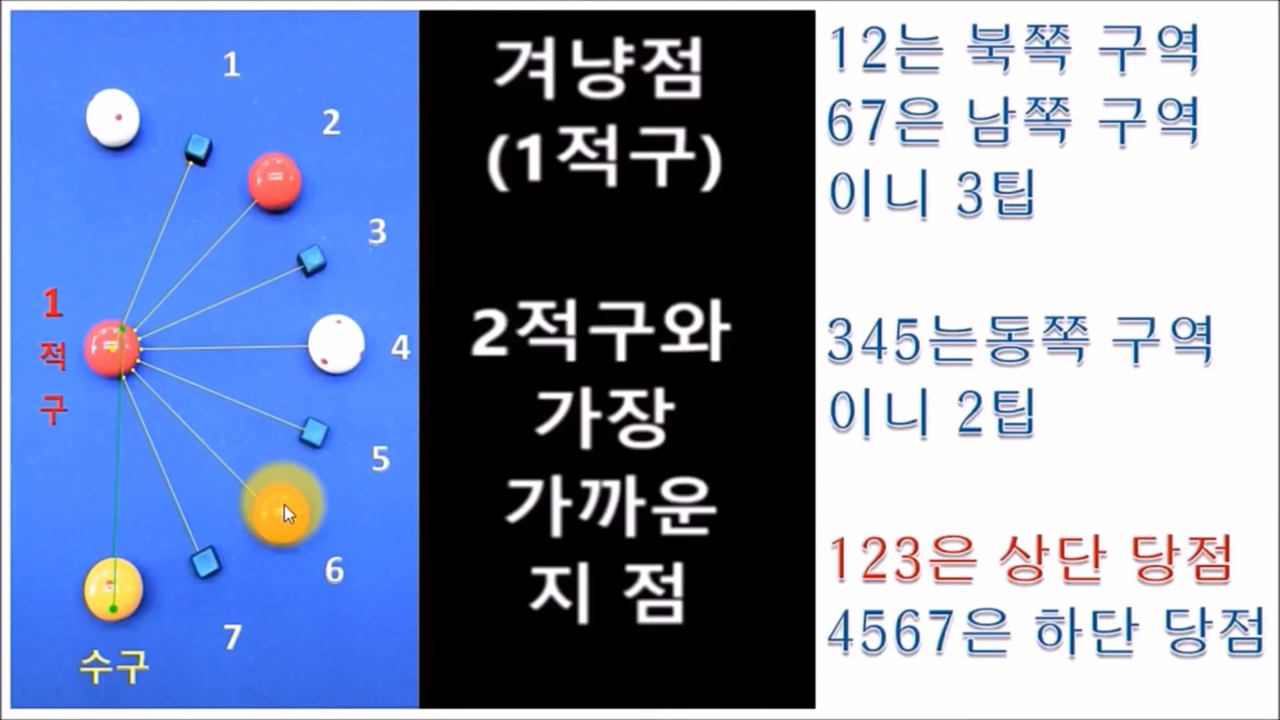 1
2
3
4
5
6
7
1
적
구
수구
겨냥점
(1적구)
2적구와
가장
가까운
지 점
12는 북쪽 구역
67은 남쪽 구역
이니 3팁
345는동쪽 구역
이니 2팁
123은 상단 당점
4567은 하단 당점